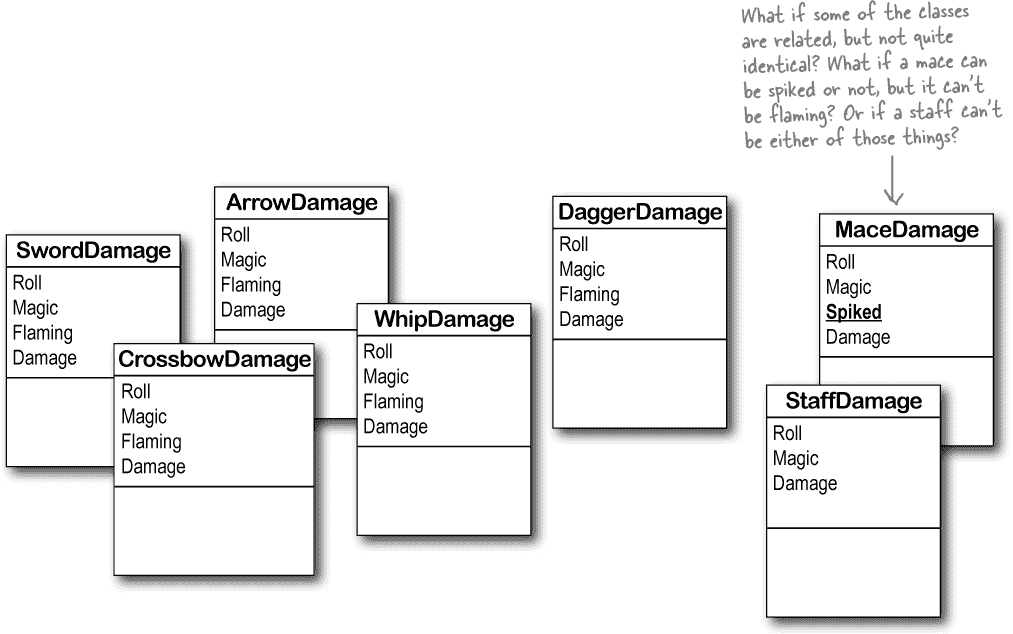 What if some of the classes
are related, but not quite
identical? What if a mace can
be spiked or not, but it can't
be flaming? Or if a staff can't
be either of those things?
SwordDamage
Roll
Magic
Flaming
Damage
ArrowDamage
Roll
Magic
Flaming
Damage
CrossbowDamage
Roll
Magic
Flaming
Damage
WhipDamage
Roll
Magic
Flaming
Damage
DaggerDamage
Roll
Magic
Flaming
Damage
MaceDamage
Roll
Magic
Spiked
Damage
StaffDamage
Roll
Magic
Damage